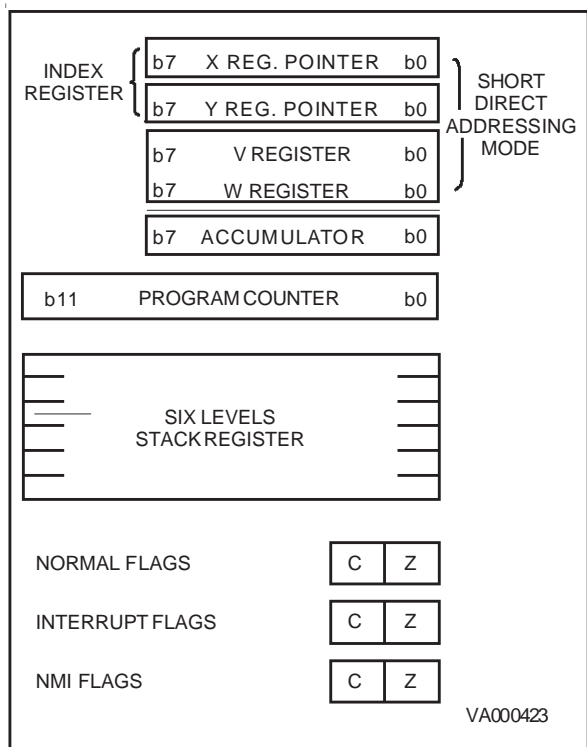 INDEX
REGISTER
b7 X REG. POINTER b0
b7 Y REG. POINTER b0
b7 V REGISTER b0
b7 W REGISTER b0
b7 ACCUMULATOR b0
SHORT
DIRECT
ADDRESSING
MODE
b11 PROGRAM COUNTER b0
SIX LEVELS
STACK REGISTER
NORMAL FLAGS C Z
INTERRUPT FLAGS C Z
NMI FLAGS C Z
VA000423